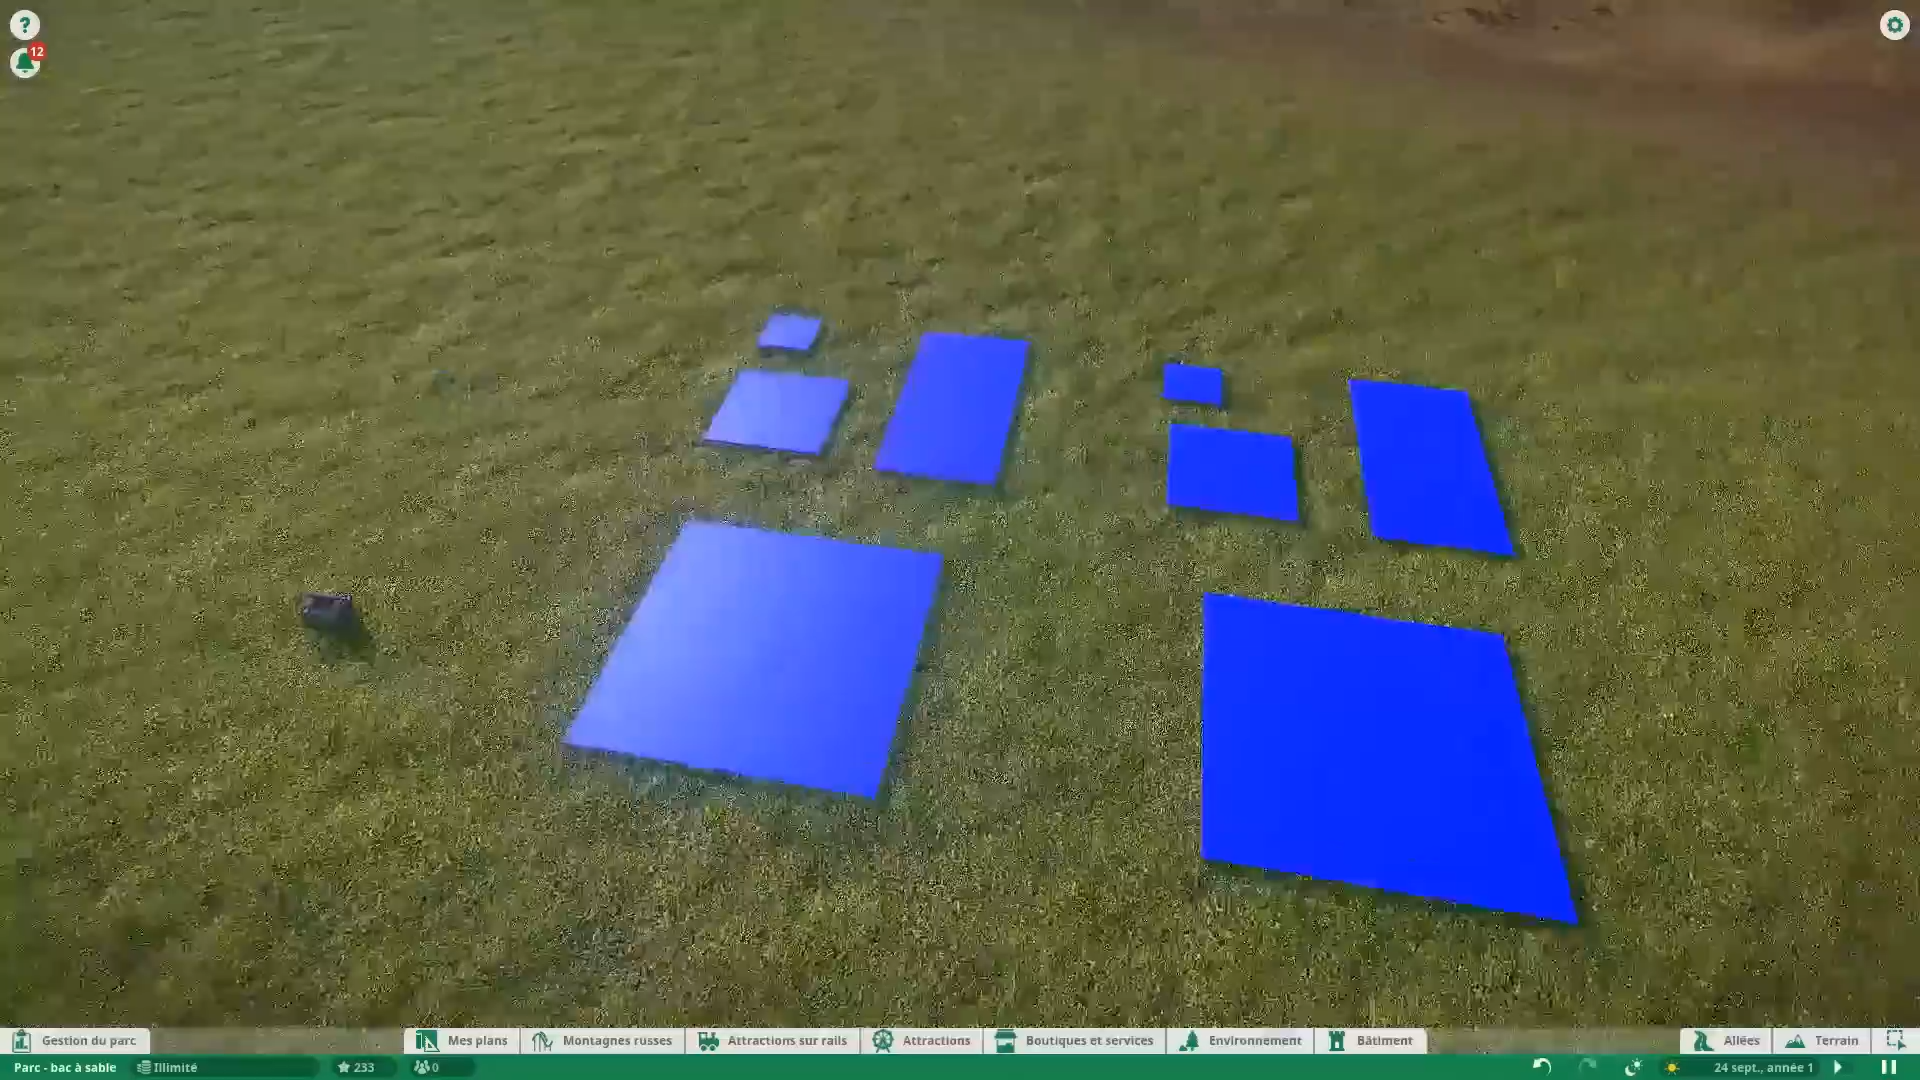 ?
12
Gestion du parc
Mes plans
Montagnes russes
Attractions sur rails
Attractions
Boutiques et services
Environnement
Bâtiment
Allées
Terrain
Parc - bac à sable
Illimité
233
0
24 sept., année 1